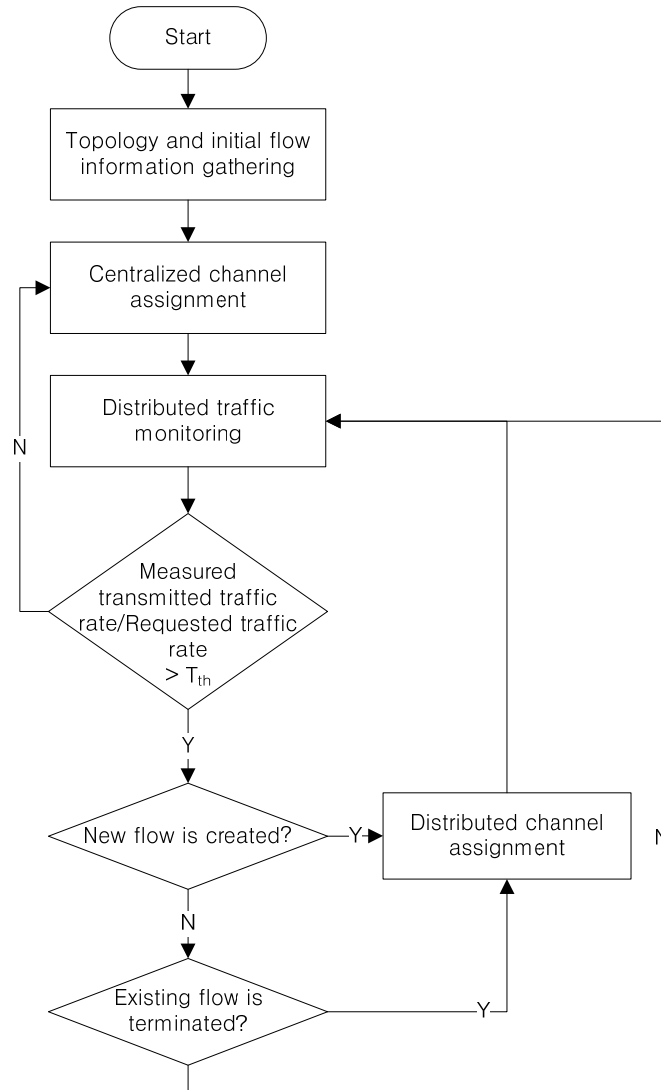 Start
Topology and initial flow
information gathering
Centralized channel
assignment
Distributed traffic
monitoring
N
Measured
transmitted traffic
rate/Requested traffic
rate
> Tth
Y
New flow is created?
Y
Distributed channel
assignment
N
N
Existing flow is
terminated?
Y